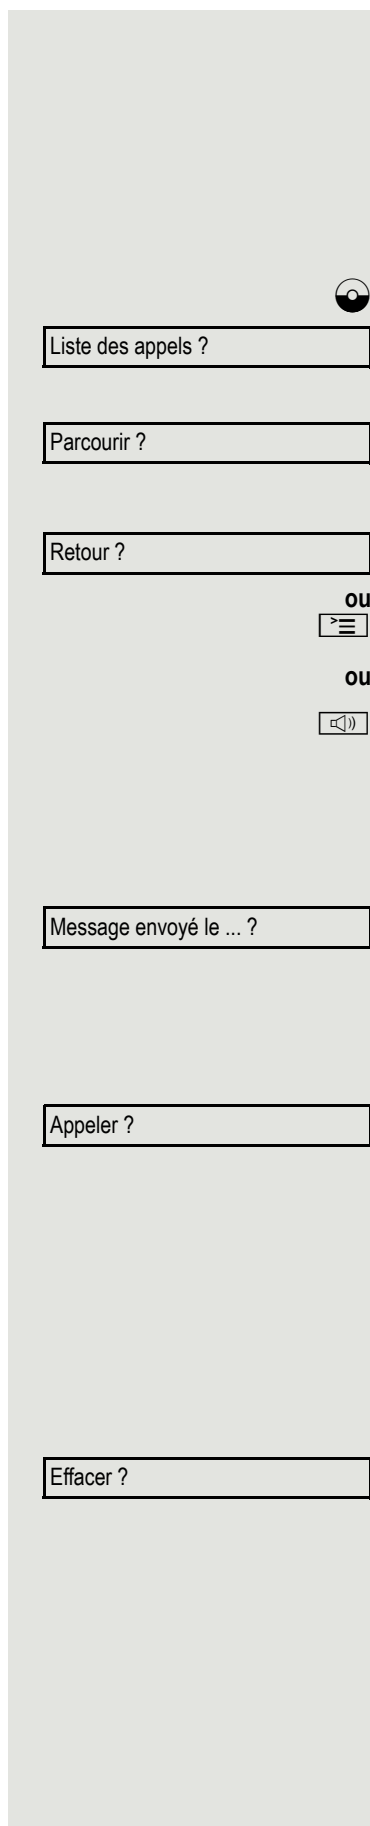 Liste des appels ?
Parcourir ?
Retour ?
ou
ou
Message envoyé le ... ?
Appeler ?
Effacer ?